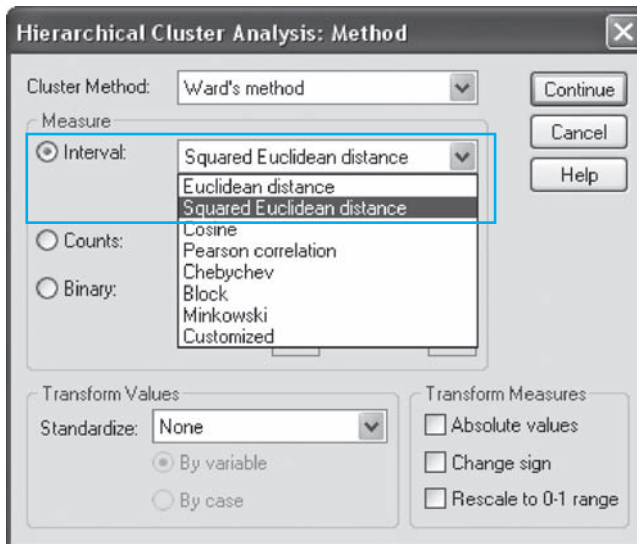 Hierarchical Cluster Analysis: Method
Cluster Method: Ward's method
Continue
Measure
Cancel
Interval: Squared Euclidean distance
Help
Euclidean distance
Squared Euclidean distance
Cosine
Counts:
Pearson correlation
Chebychev
Binary:
Block
Minkowski
Customized
Transform Values
Standardize: None
By variable
By case
Transform Measures
Absolute values
Change sign
Rescale to 0-1 range